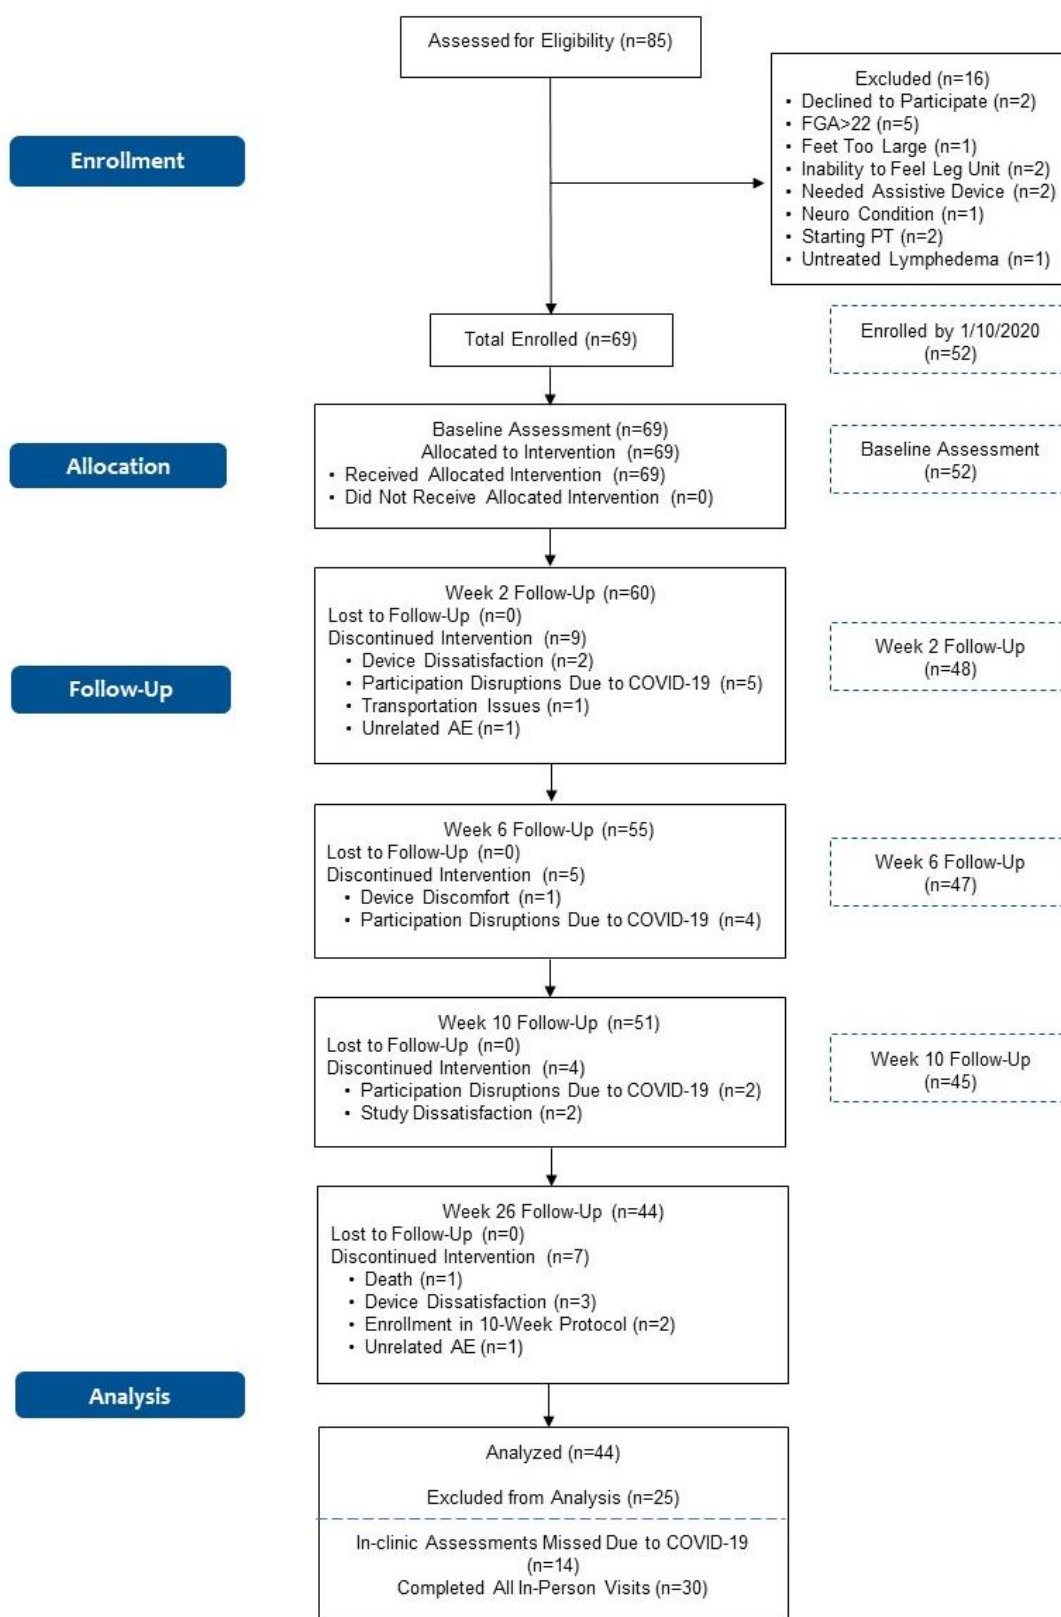 Assessed for Eligibility (n=85)
Excluded (n=16)
• Declined to Participate (n=2)
• FGA>22 (n=5)
• Feet Too Large (n=1)
• Inability to Feel Leg Unit (n=2)
• Needed Assistive Device (n=2)
• Neuro Condition (n=1)
• Starting PT (n=2)
• Untreated Lymphedema (n=1)
Enrollment
Total Enrolled (n=69)
Enrolled by 1/10/2020
(n=52)
Allocation
Baseline Assessment (n=69)
Allocated to Intervention (n=69)
• Received Allocated Intervention (n=69)
• Did Not Receive Allocated Intervention (n=0)
Baseline Assessment
(n=52)
Follow-Up
Week 2 Follow-Up (n=60)
Lost to Follow-Up (n=0)
Discontinued Intervention (n=9)
• Device Dissatisfaction (n=2)
• Participation Disruptions Due to COVID-19 (n=5)
• Transportation Issues (n=1)
• Unrelated AE (n=1)
Week 2 Follow-Up
(n=48)
Week 6 Follow-Up (n=55)
Lost to Follow-Up (n=0)
Discontinued Intervention (n=5)
• Device Discomfort (n=1)
• Participation Disruptions Due to COVID-19 (n=4)
Week 6 Follow-Up
(n=47)
Week 10 Follow-Up (n=51)
Lost to Follow-Up (n=0)
Discontinued Intervention (n=4)
• Participation Disruptions Due to COVID-19 (n=2)
• Study Dissatisfaction (n=2)
Week 10 Follow-Up
(n=45)
Week 26 Follow-Up (n=44)
Lost to Follow-Up (n=0)
Discontinued Intervention (n=7)
• Death (n=1)
• Device Dissatisfaction (n=3)
• Enrollment in 10-Week Protocol (n=2)
• Unrelated AE (n=1)
Analysis
Analyzed (n=44)
Excluded from Analysis (n=25)
In-clinic Assessments Missed Due to COVID-19
(n=14)
Completed All In-Person Visits (n=30)